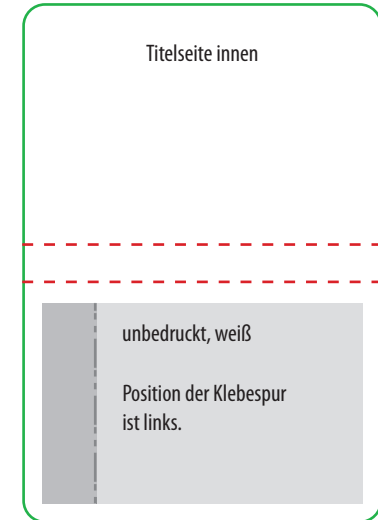 Titelseite innen
unbedruckt, weiß
Position der Klebespur
ist links.